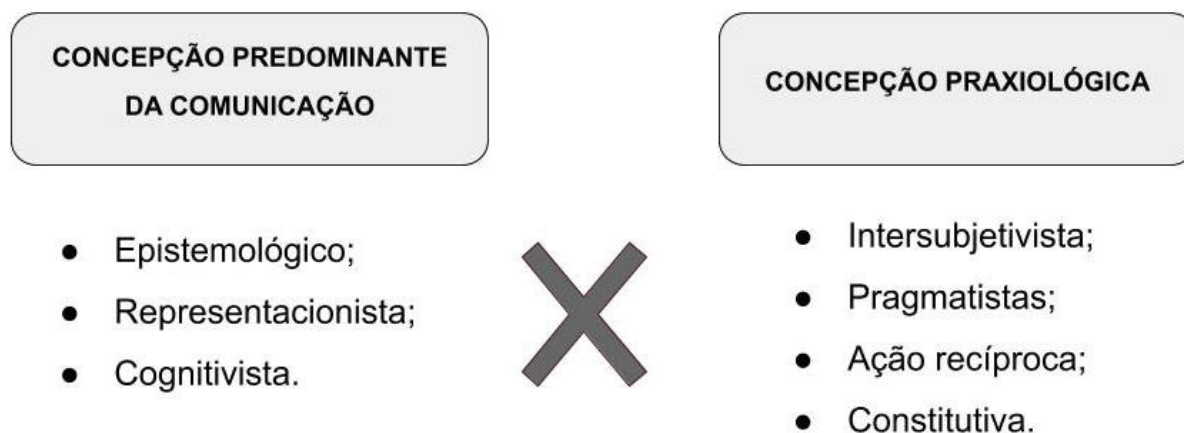 CONCEPÇÃO PREDOMINANTE
DA COMUNICAÇÃO
● Epistemológico;
● Representacionista;
● Cognitivista.
CONCEPÇÃO PRAXIOLÓGICA
● Intersubjetivista;
● Pragmatistas;
● Ação recíproca;
● Constitutiva.